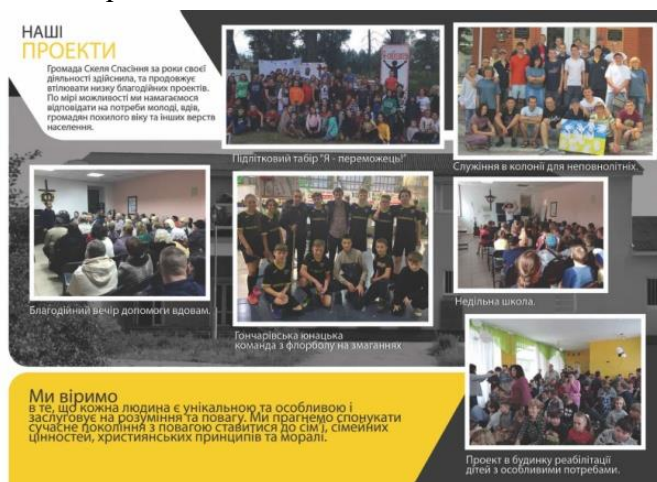 НАШІ
ПРОЕКТИ
Громада Скеля Спасіння за роки своєї
діяльності здійснила, та продовжує
втілювати низку благодійних проектів.
По мірі можливості ми намагаємося
відповідати на потреби молоді, вдів,
громадян похилого віку та інших верств
населення.
Підлітковий табір "Я - переможець!"
Служіння в колонії для неповнолітніх.
Благодійний вечір допомоги вдовам.
Гончарівська юнацька
команда з флорболу на змаганнях
Недільна школа.
Ми віримо
в те, що кожна людина є унікальною та особливою і
заслуговує на розуміння та повагу. Ми прагнемо спонукати
сучасне покоління з повагою ставитися до сім'ї, сімейних
цінностей, християнських принципів та моралі.
Проект в будинку реабілітації
дітей з особливими потребами.